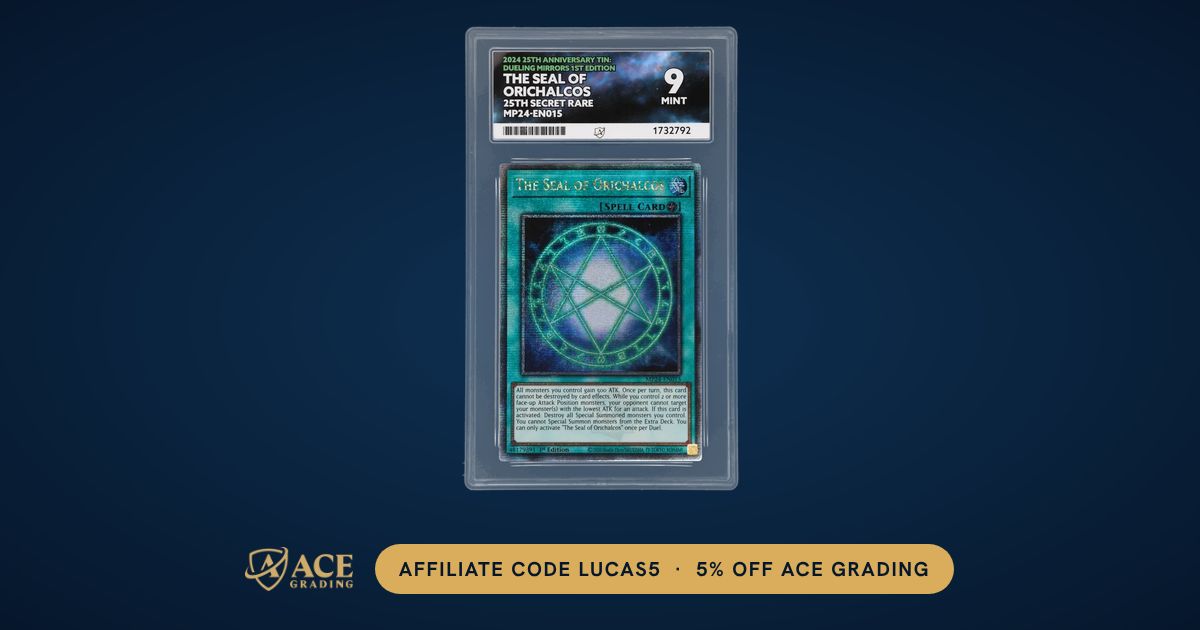 2024 25TH ANNIVERSARY TIN:
DUELING MIRRORS 1ST EDITION
THE SEAL OF
ORICHALCOS
25TH SECRET RARE
MP24-EN015
9
MINT
1732792
THE SEAL OF ORICHALCOS
[SPELL CARD]
MP24-EN015
All monsters you control gain 500 ATK. Once per turn, this card
cannot be destroyed by card effects. While you control 2 or more
face-up Attack Position monsters, your opponent cannot target
your monster(s) with the lowest ATK for an attack. If this card is
activated: Destroy all Special Summoned monsters you control.
You cannot Special Summon monsters from the Extra Deck. You
can only activate "The Seal of Orichalcos" once per Duel.
48179391 1st Edition
ACE
GRADING
AFFILIATE CODE LUCAS5 · 5% OFF ACE GRADING